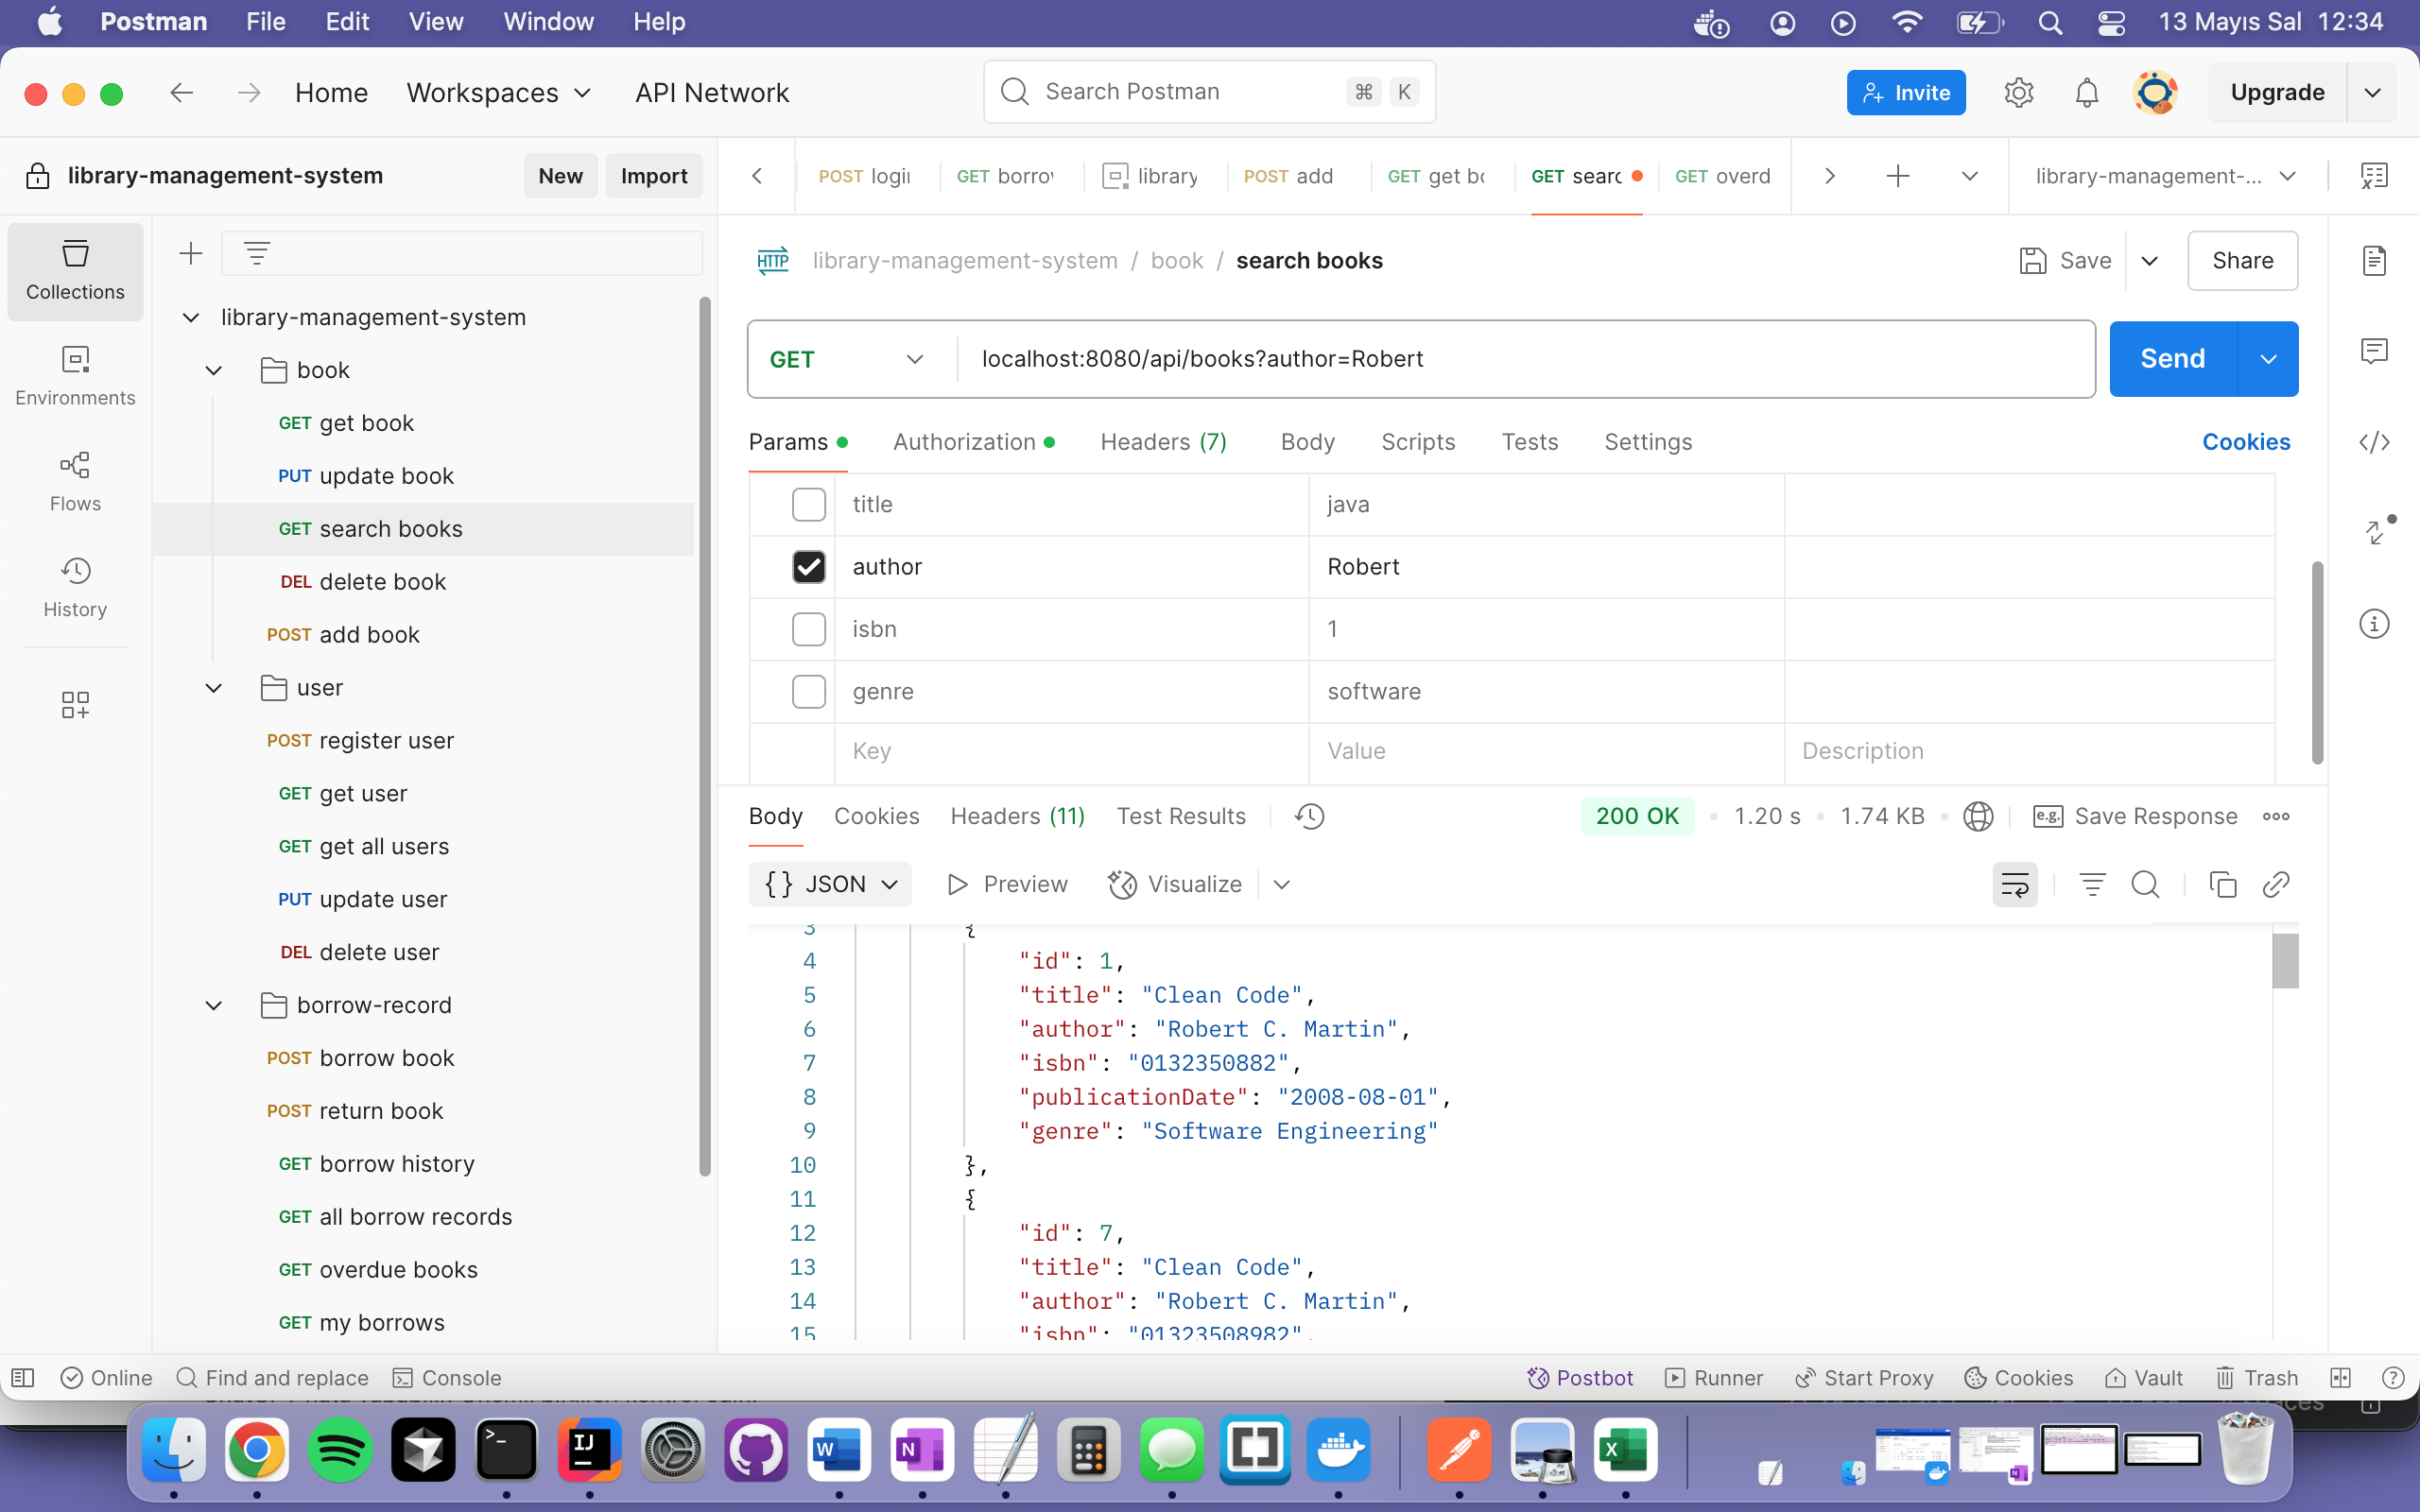 Postman File Edit View Window Help 13 Mayıs Sal 12:34
Home Workspaces API Network Search Postman ⌘ K Invite Upgrade
library-management-system New Import POST logi GET borro library POST add GET get bo GET searc GET overd library-management-...
HTTP library-management-system / book / search books Save Share
Collections
Environments
Flows
History
library-management-system
book
GET get book
PUT update book
GET search books
DEL delete book
POST add book
user
POST register user
GET get user
GET get all users
PUT update user
DEL delete user
borrow-record
POST borrow book
POST return book
GET borrow history
GET all borrow records
GET overdue books
GET my borrows
GET localhost:8080/api/books?author=Robert Send
Params Authorization Headers (7) Body Scripts Tests Settings Cookies
title java
author Robert
isbn 1
genre software
Key Value Description
Body Cookies Headers (11) Test Results 200 OK • 1.20 s • 1.74 KB • e.g. Save Response
{} JSON Preview Visualize
3 {
4 "id": 1,
5 "title": "Clean Code",
6 "author": "Robert C. Martin",
7 "isbn": "0132350882",
8 "publicationDate": "2008-08-01",
9 "genre": "Software Engineering"
10 },
11 {
12 "id": 7,
13 "title": "Clean Code",
14 "author": "Robert C. Martin",
15 "isbn": "01323508982",
Online Find and replace Console Postbot Runner Start Proxy Cookies Vault Trash